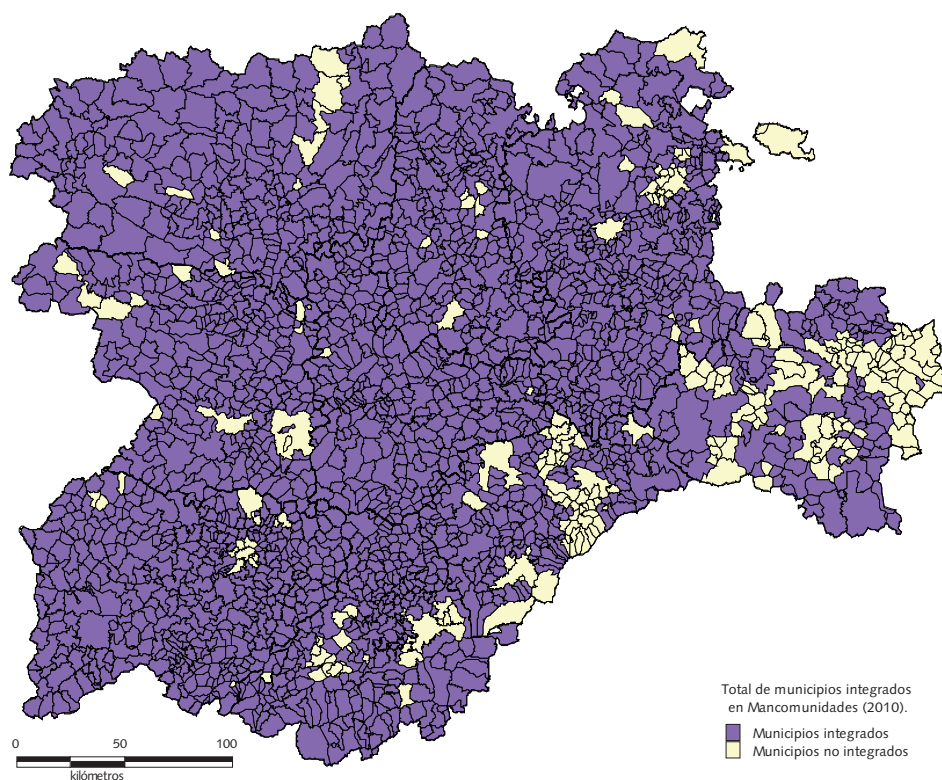 Total de municipios integrados
en Mancomunidades (2010).
Municipios integrados
Municipios no integrados
0 50 100
kilómetros